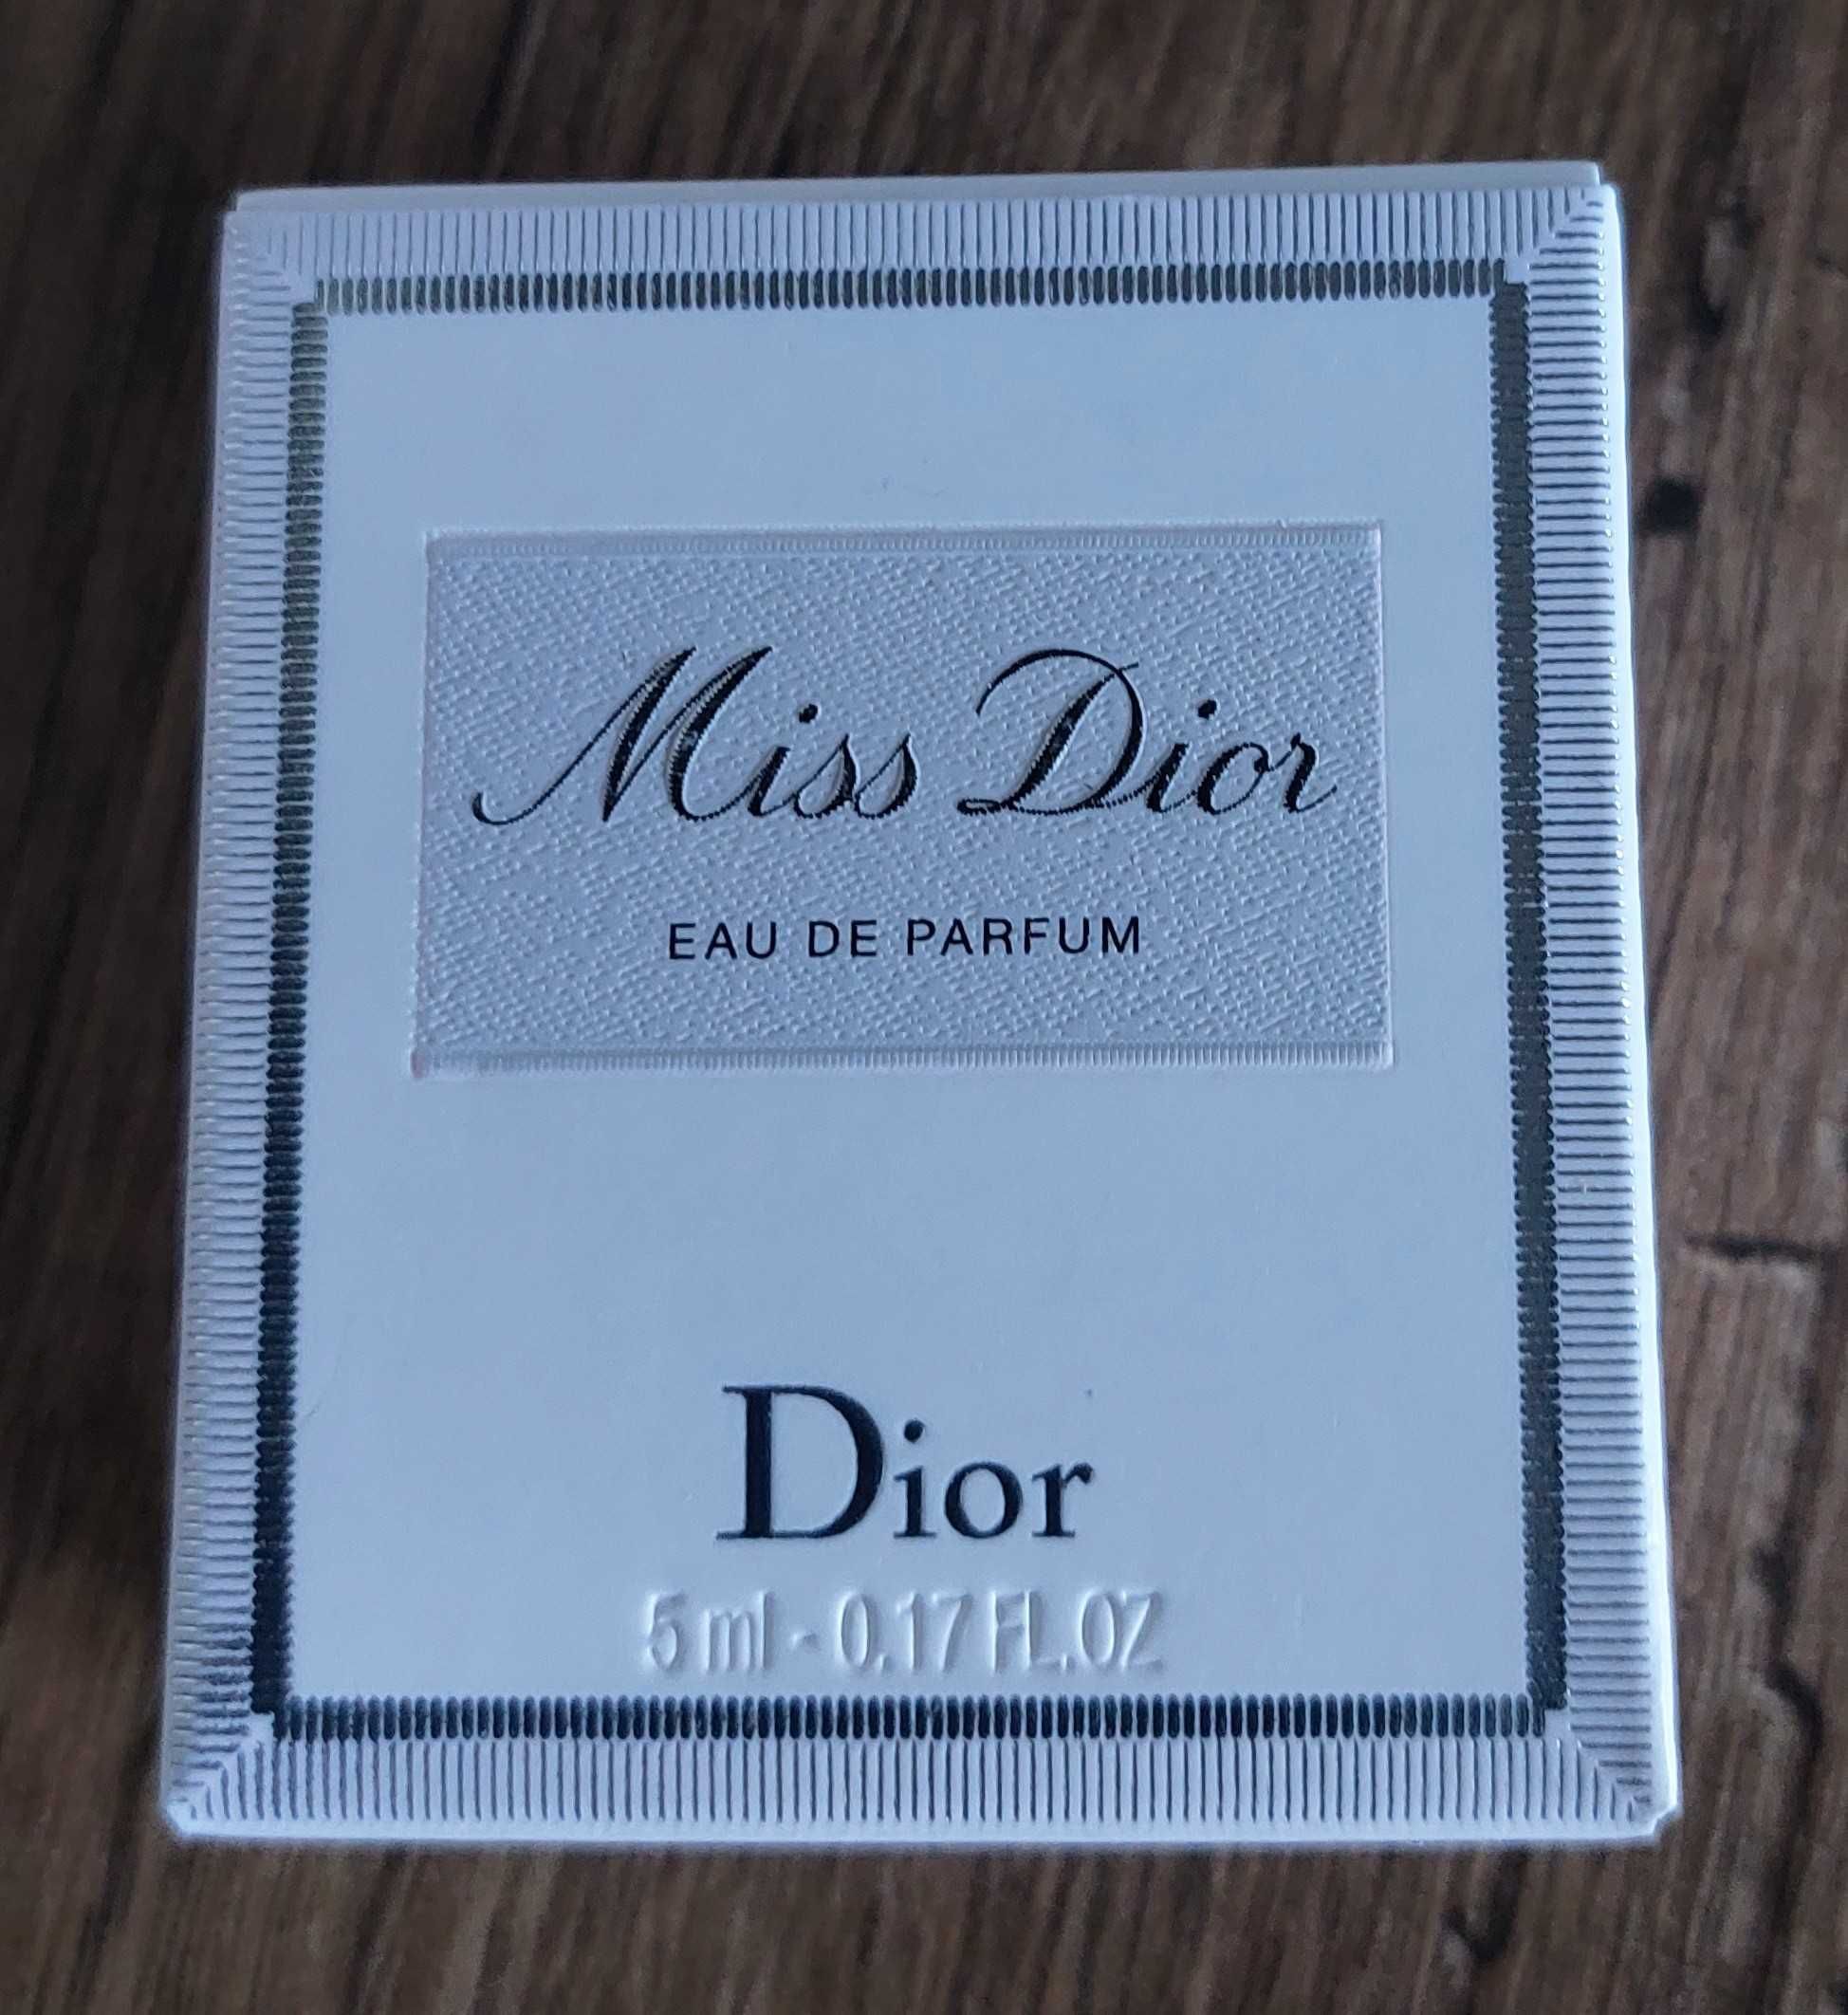 Miss Dior
EAU DE PARFUM
Dior
5 ml - 0.17 FL.OZ